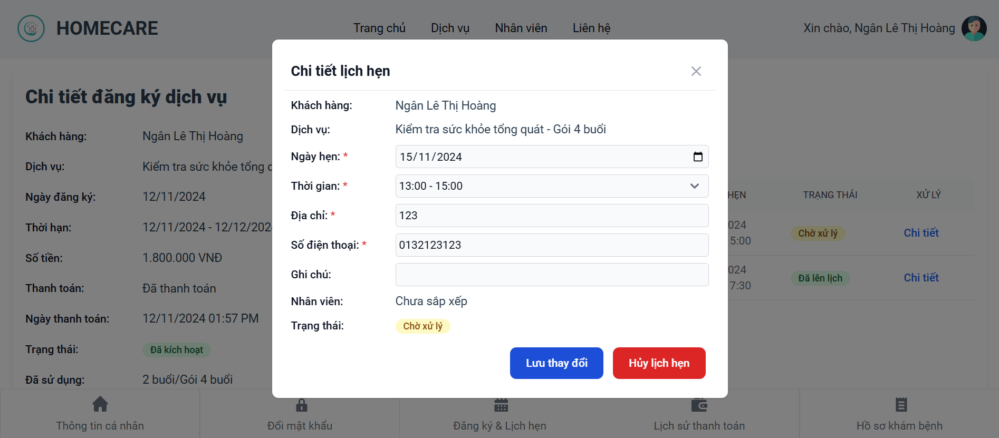 HOMECARE
Trang chủ
Dịch vụ
Nhân viên
Liên hệ
Xin chào, Ngân Lê Thị Hoàng
Chi tiết đăng ký dịch vụ
Khách hàng: Ngân Lê Thị Hoàng
Dịch vụ: Kiểm tra sức khỏe tổng
Ngày đăng ký: 12/11/2024
Thời hạn: 12/11/2024 - 12/12/202
Số tiền: 1.800.000 VNĐ
Thanh toán: Đã thanh toán
Ngày thanh toán: 12/11/2024 01:57 PM
Trạng thái: Đã kích hoạt
Đã sử dụng: 2 buổi/Gói 4 buổi
Chi tiết lịch hẹn
Khách hàng: Ngân Lê Thị Hoàng
Dịch vụ: Kiểm tra sức khỏe tổng quát - Gói 4 buổi
Ngày hẹn: * 15/11/2024
Thời gian: * 13:00 - 15:00
Địa chỉ: * 123
Số điện thoại: * 0132123123
Ghi chú:
Nhân viên: Chưa sắp xếp
Trạng thái: Chờ xử lý
Lưu thay đổi
Hủy lịch hẹn
HẸN
TRẠNG THÁI
XỬ LÝ
024
5:00
Chờ xử lý
Chi tiết
024
7:30
Đã lên lịch
Chi tiết
Thông tin cá nhân
Đổi mật khẩu
Đăng ký & Lịch hẹn
Lịch sử thanh toán
Hồ sơ khám bệnh